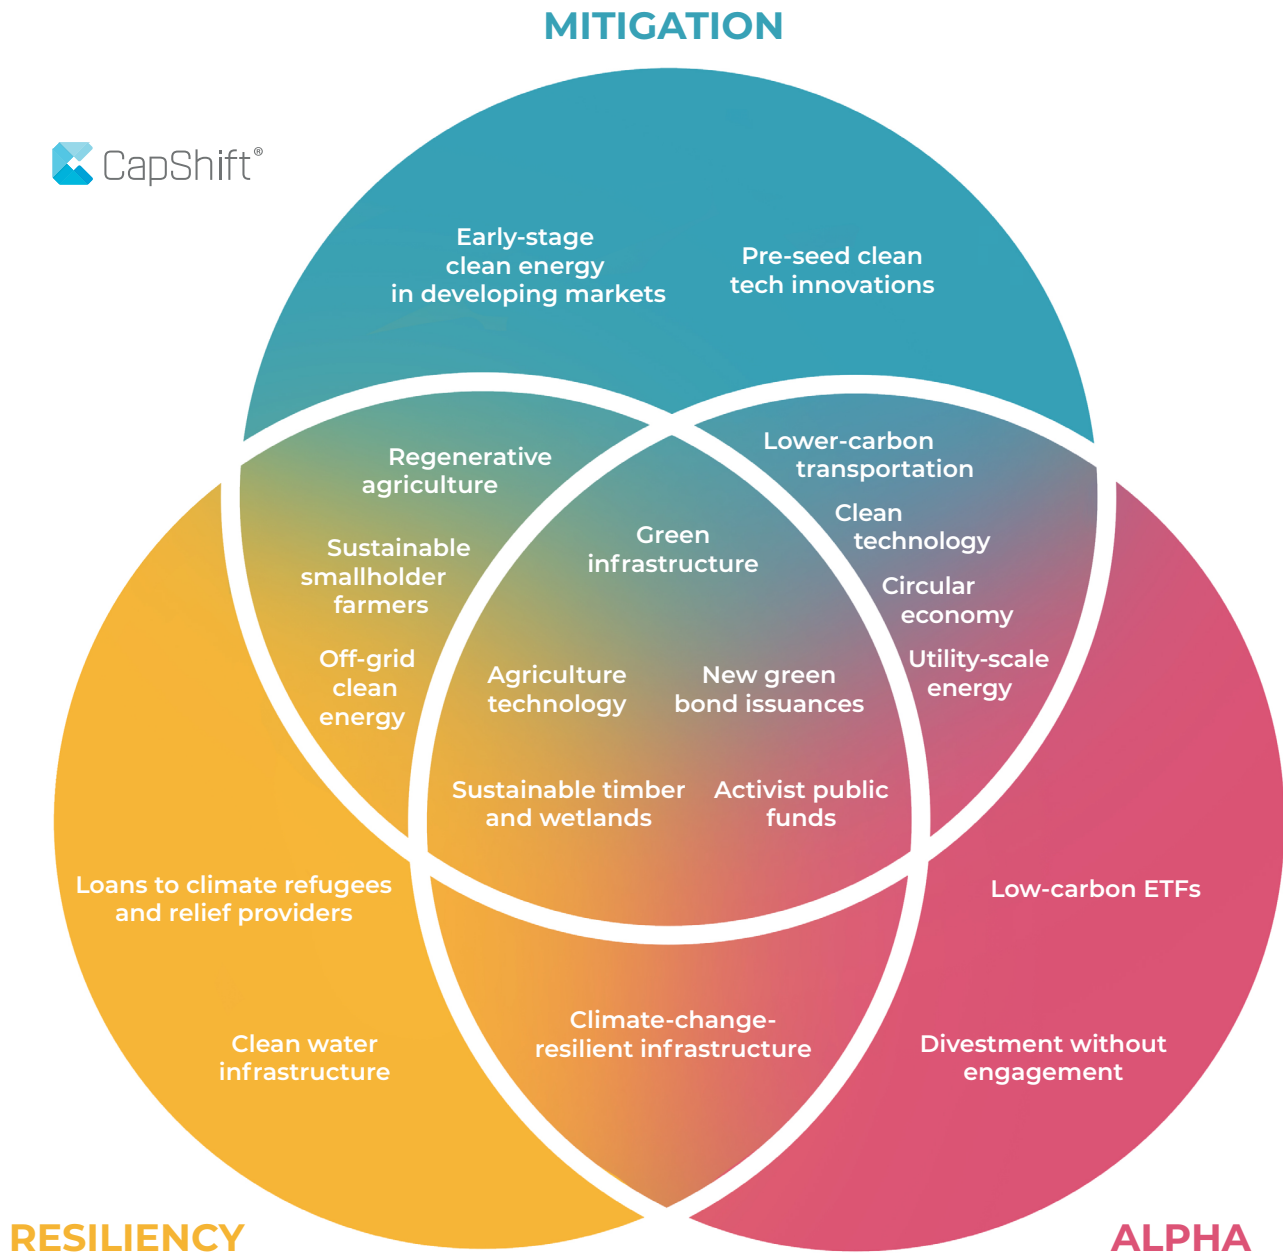 MITIGATION
CapShift®
Early-stage
clean energy
in developing markets
Pre-seed clean
tech innovations
Regenerative
agriculture
Sustainable
smallholder
farmers
Off-grid
clean
energy
Lower-carbon
transportation
Clean
technology
Circular
economy
Utility-scale
energy
Green
infrastructure
Agriculture
technology
New green
bond issuances
Sustainable timber
and wetlands
Activist public
funds
Loans to climate refugees
and relief providers
Clean water
infrastructure
Climate-change-
resilient infrastructure
Low-carbon ETFs
Divestment without
engagement
RESILIENCY
ALPHA